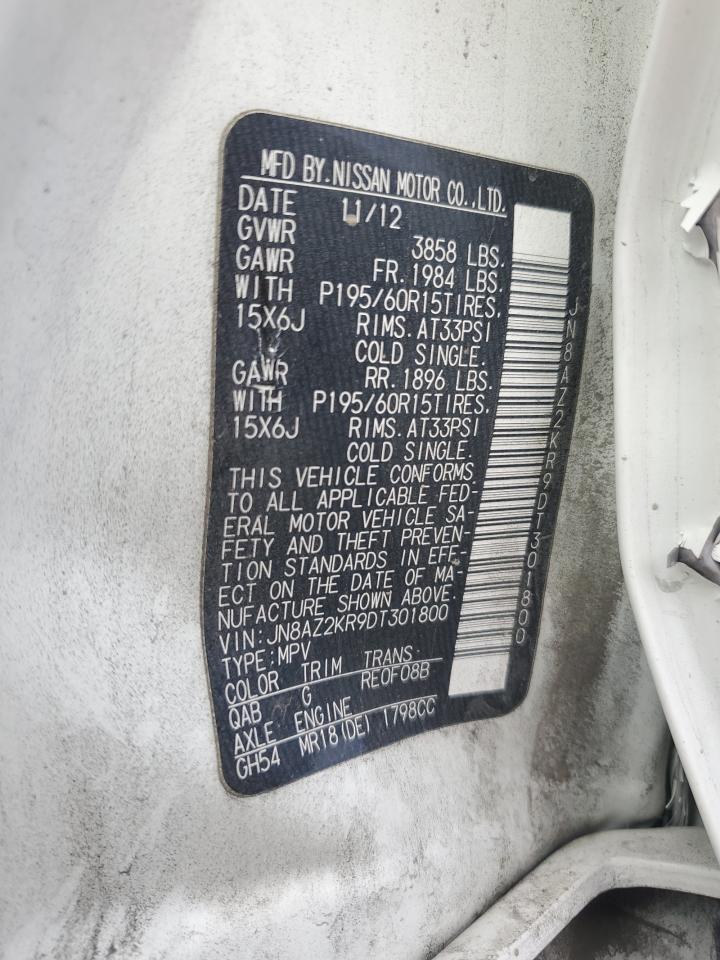 MFD BY.NISSAN MOTOR CO.,LTD.
DATE 11/12
GVWR 3858 LBS.
GAWR FR. 1984 LBS.
WITH P195/60R15TIRES,
15X6J RIMS. AT33PSI
COLD SINGLE.
GAWR RR. 1896 LBS.
WITH P195/60R15TIRES,
15X6J RIMS. AT33PSI
COLD SINGLE.
THIS VEHICLE CONFORMS
TO ALL APPLICABLE FED-
ERAL MOTOR VEHICLE SA-
FETY AND THEFT PREVEN-
TION STANDARDS IN EFF-
ECT ON THE DATE OF MA-
NUFACTURE SHOWN ABOVE.
VIN:JN8AZ2KR9DT301800
TYPE:MPV
COLOR TRIM TRANS
QAB G RE0F08B
AXLE ENGINE
GH54 MR18(DE) 1798CC
JN8AZ2KR9DT301800